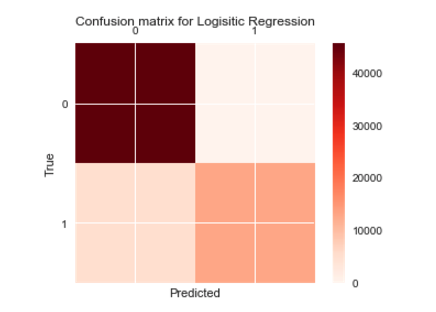 Confusion matrix for Logisitic Regression
0 1
0
1
True
Predicted
40000
30000
20000
10000
0